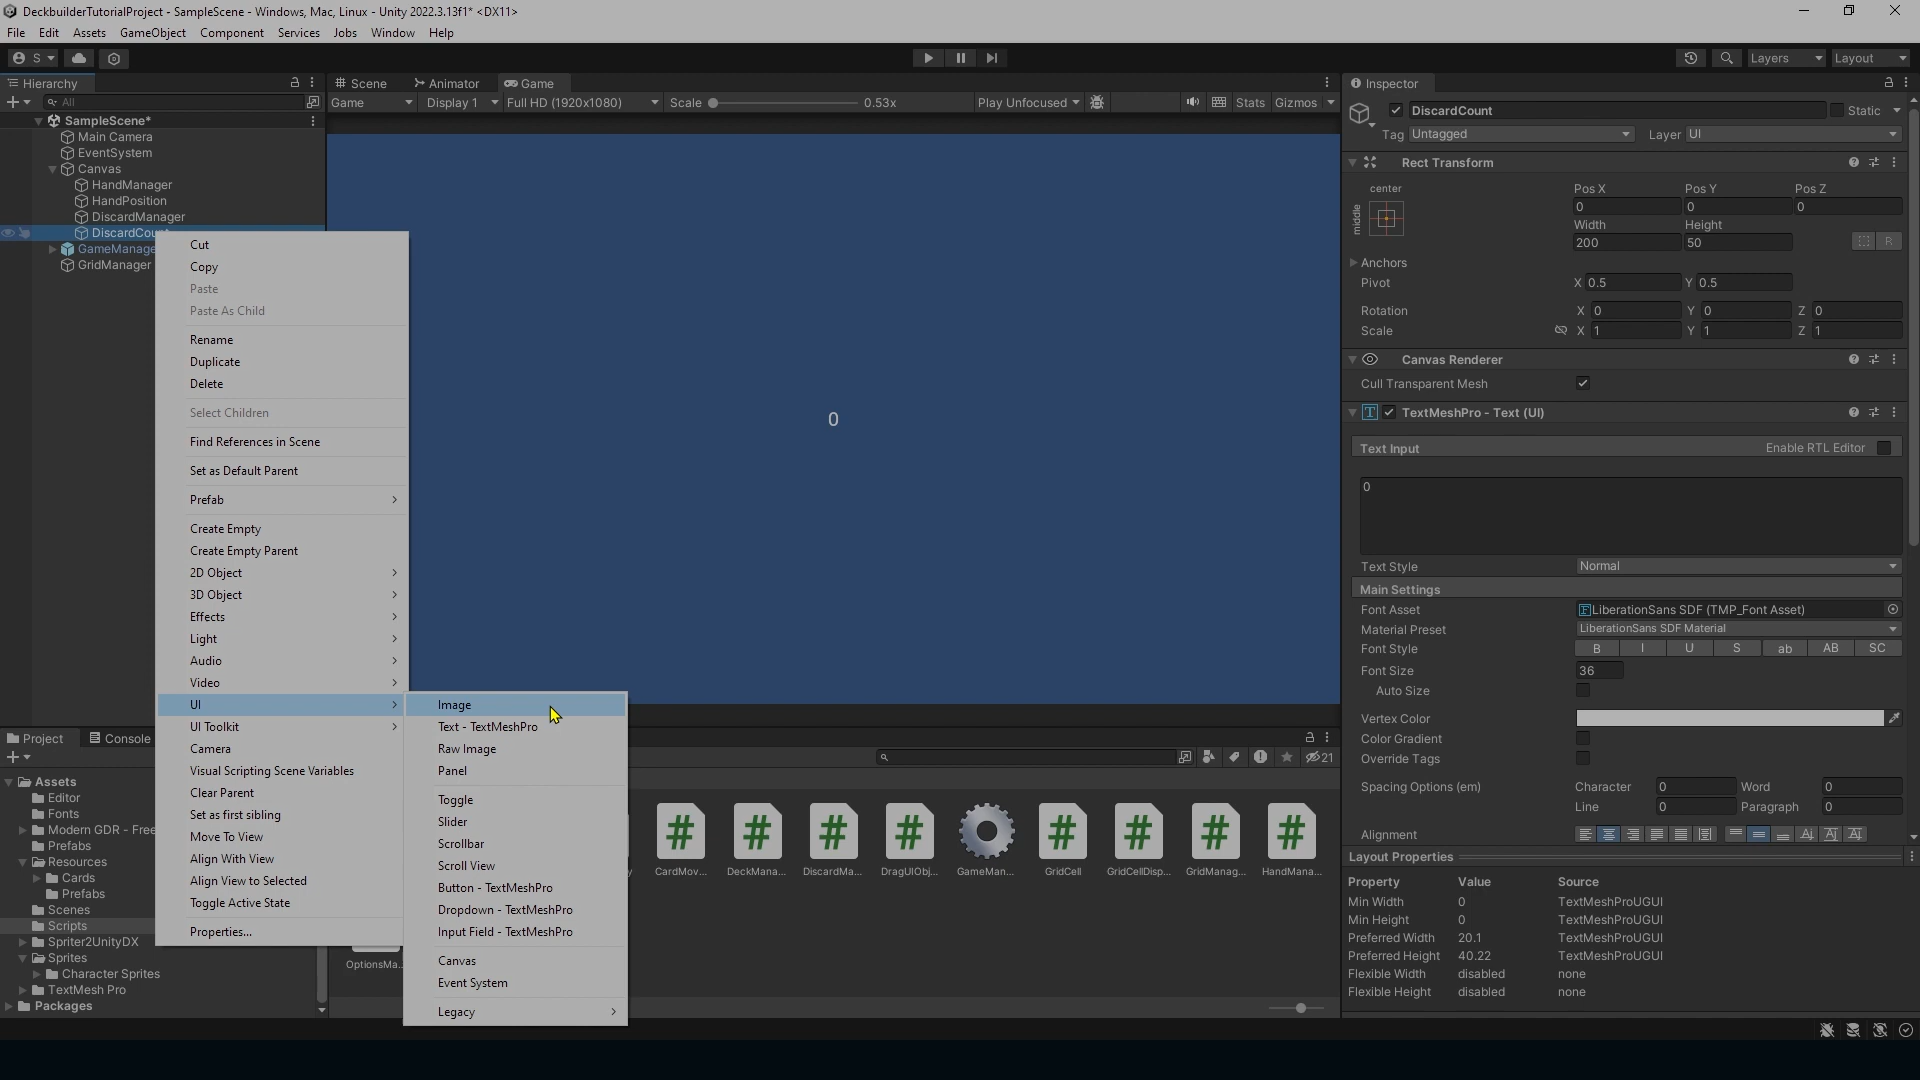 DeckbuilderTutorialProject - SampleScene - Windows, Mac, Linux - Unity 2022.3.13f1* <DX11>
File Edit Assets GameObject Component Services Jobs Window Help
S Layers Layout
Hierarchy
All
SampleScene*
Main Camera
EventSystem
Canvas
HandManager
HandPosition
DiscardManager
DiscardCou
GameManage
GridManager
Cut
Copy
Paste
Paste As Child
Rename
Duplicate
Delete
Select Children
Find References in Scene
Set as Default Parent
Prefab
Create Empty
Create Empty Parent
2D Object
3D Object
Effects
Light
Audio
Video
UI
UI Toolkit
Camera
Visual Scripting Scene Variables
Clear Parent
Set as first sibling
Move To View
Align With View
Align View to Selected
Toggle Active State
Properties...
Image
Text - TextMeshPro
Raw Image
Panel
Toggle
Slider
Scrollbar
Scroll View
Button - TextMeshPro
Dropdown - TextMeshPro
Input Field - TextMeshPro
Canvas
Event System
Legacy
Scene Animator Game
Game Display 1 Full HD (1920x1080) Scale 0.53x Play Unfocused Stats Gizmos
0
Project Console
21
Assets
Editor
Fonts
Modern GDR - Free
Prefabs
Resources
Cards
Prefabs
Scenes
Scripts
Spriter2UnityDX
Sprites
Character Sprites
TextMesh Pro
Packages
y CardMov... DeckMana... DiscardMa... DragUIObj... GameMan... GridCell GridCellDisp... GridManag... HandMana...
OptionsMa..
Inspector
DiscardCount Static
Tag Untagged Layer UI
Rect Transform
center
middle
Pos X Pos Y Pos Z
0 0 0
Width Height
200 50
R
Anchors
Pivot X 0.5 Y 0.5
Rotation X 0 Y 0 Z 0
Scale X 1 Y 1 Z 1
Canvas Renderer
Cull Transparent Mesh
TextMeshPro - Text (UI)
Text Input Enable RTL Editor
0
Text Style Normal
Main Settings
Font Asset LiberationSans SDF (TMP_Font Asset)
Material Preset LiberationSans SDF Material
Font Style B I U S ab AB SC
Font Size 36
Auto Size
Vertex Color
Color Gradient
Override Tags
Spacing Options (em) Character 0 Word 0
Line 0 Paragraph 0
Alignment
Layout Properties
Property Value Source
Min Width 0 TextMeshProUGUI
Min Height 0 TextMeshProUGUI
Preferred Width 20.1 TextMeshProUGUI
Preferred Height 40.22 TextMeshProUGUI
Flexible Width disabled none
Flexible Height disabled none